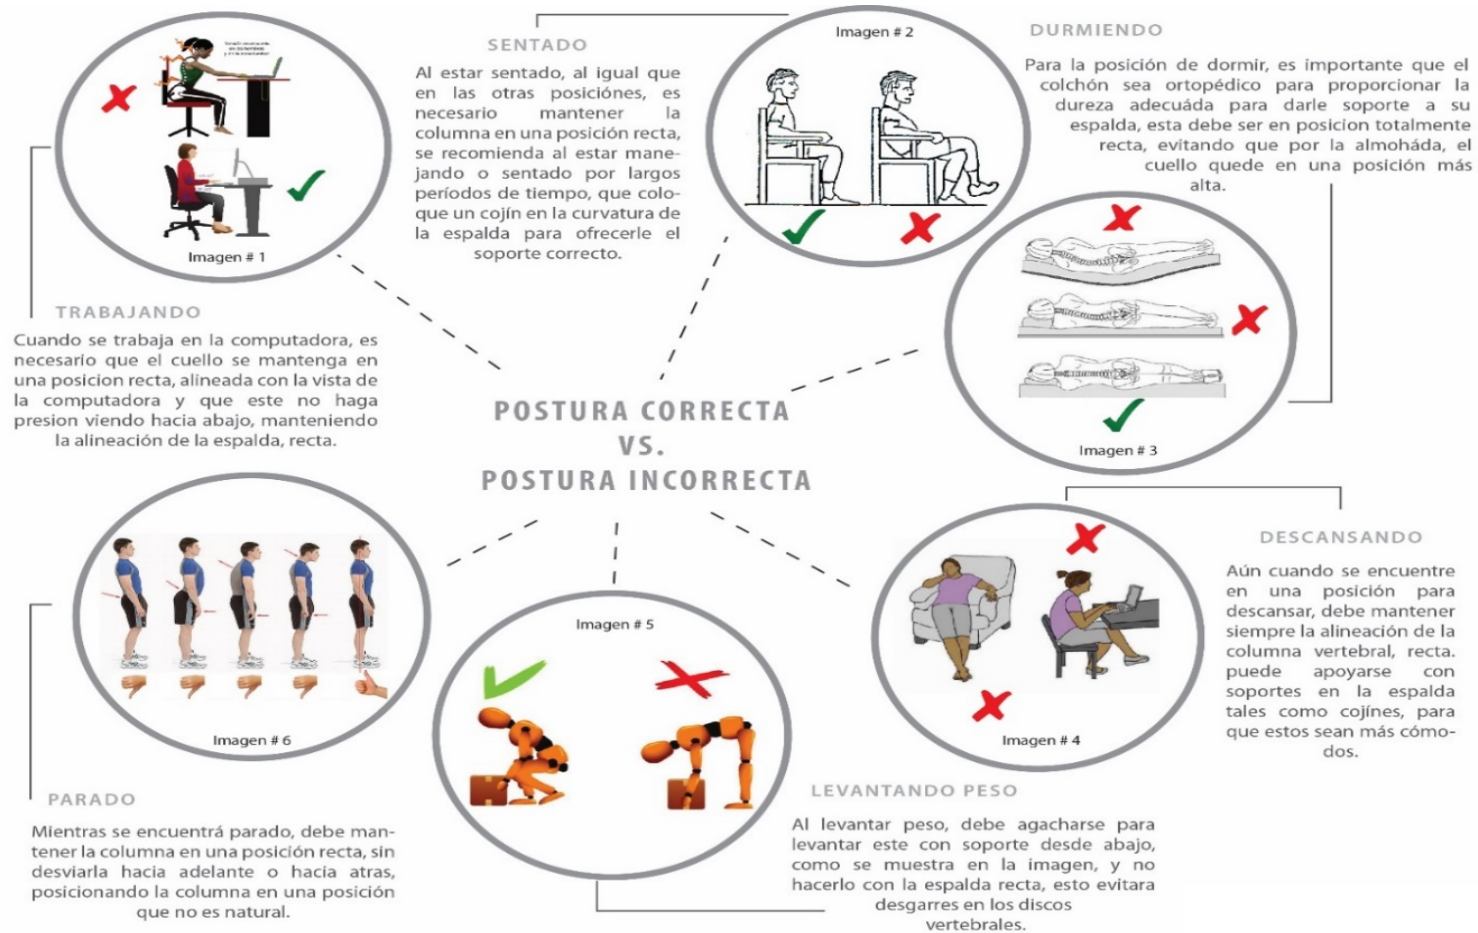 Imagen # 1
TRABAJANDO
Cuando se trabaja en la computadora, es
necesario que el cuello se mantenga en
una posicion recta, alineada con la vista de
la computadora y que este no haga
presion viendo hacia abajo, manteniendo
la alineación de la espalda, recta.
SENTADO
Al estar sentado, al igual que
en las otras posiciónes, es
necesario mantener la
columna en una posición recta,
se recomienda al estar mane-
jando o sentado por largos
períodos de tiempo, que colo-
que un cojín en la curvatura de
la espalda para ofrecerle el
soporte correcto.
Imagen # 2
DURMIENDO
Para la posición de dormir, es importante que el
colchón sea ortopédico para proporcionar la
dureza adecuáda para darle soporte a su
espalda, esta debe ser en posicion totalmente
recta, evitando que por la almoháda, el
cuello quede en una posición más
alta.
Imagen # 3
POSTURA CORRECTA
VS.
POSTURA INCORRECTA
DESCANSANDO
Aún cuando se encuentre
en una posición para
descansar, debe mantener
siempre la alineación de la
columna vertebral, recta.
puede apoyarse con
soportes en la espalda
tales como cojínes, para
que estos sean más cómo-
dos.
Imagen # 4
Imagen # 5
LEVANTANDO PESO
Al levantar peso, debe agacharse para
levantar este con soporte desde abajo,
como se muestra en la imagen, y no
hacerlo con la espalda recta, esto evitara
desgarres en los discos
vertebrales.
Imagen # 6
PARADO
Mientras se encuentrá parado, debe man-
tener la columna en una posición recta, sin
desviarla hacia adelante o hacia atras,
posicionando la columna en una posición
que no es natural.